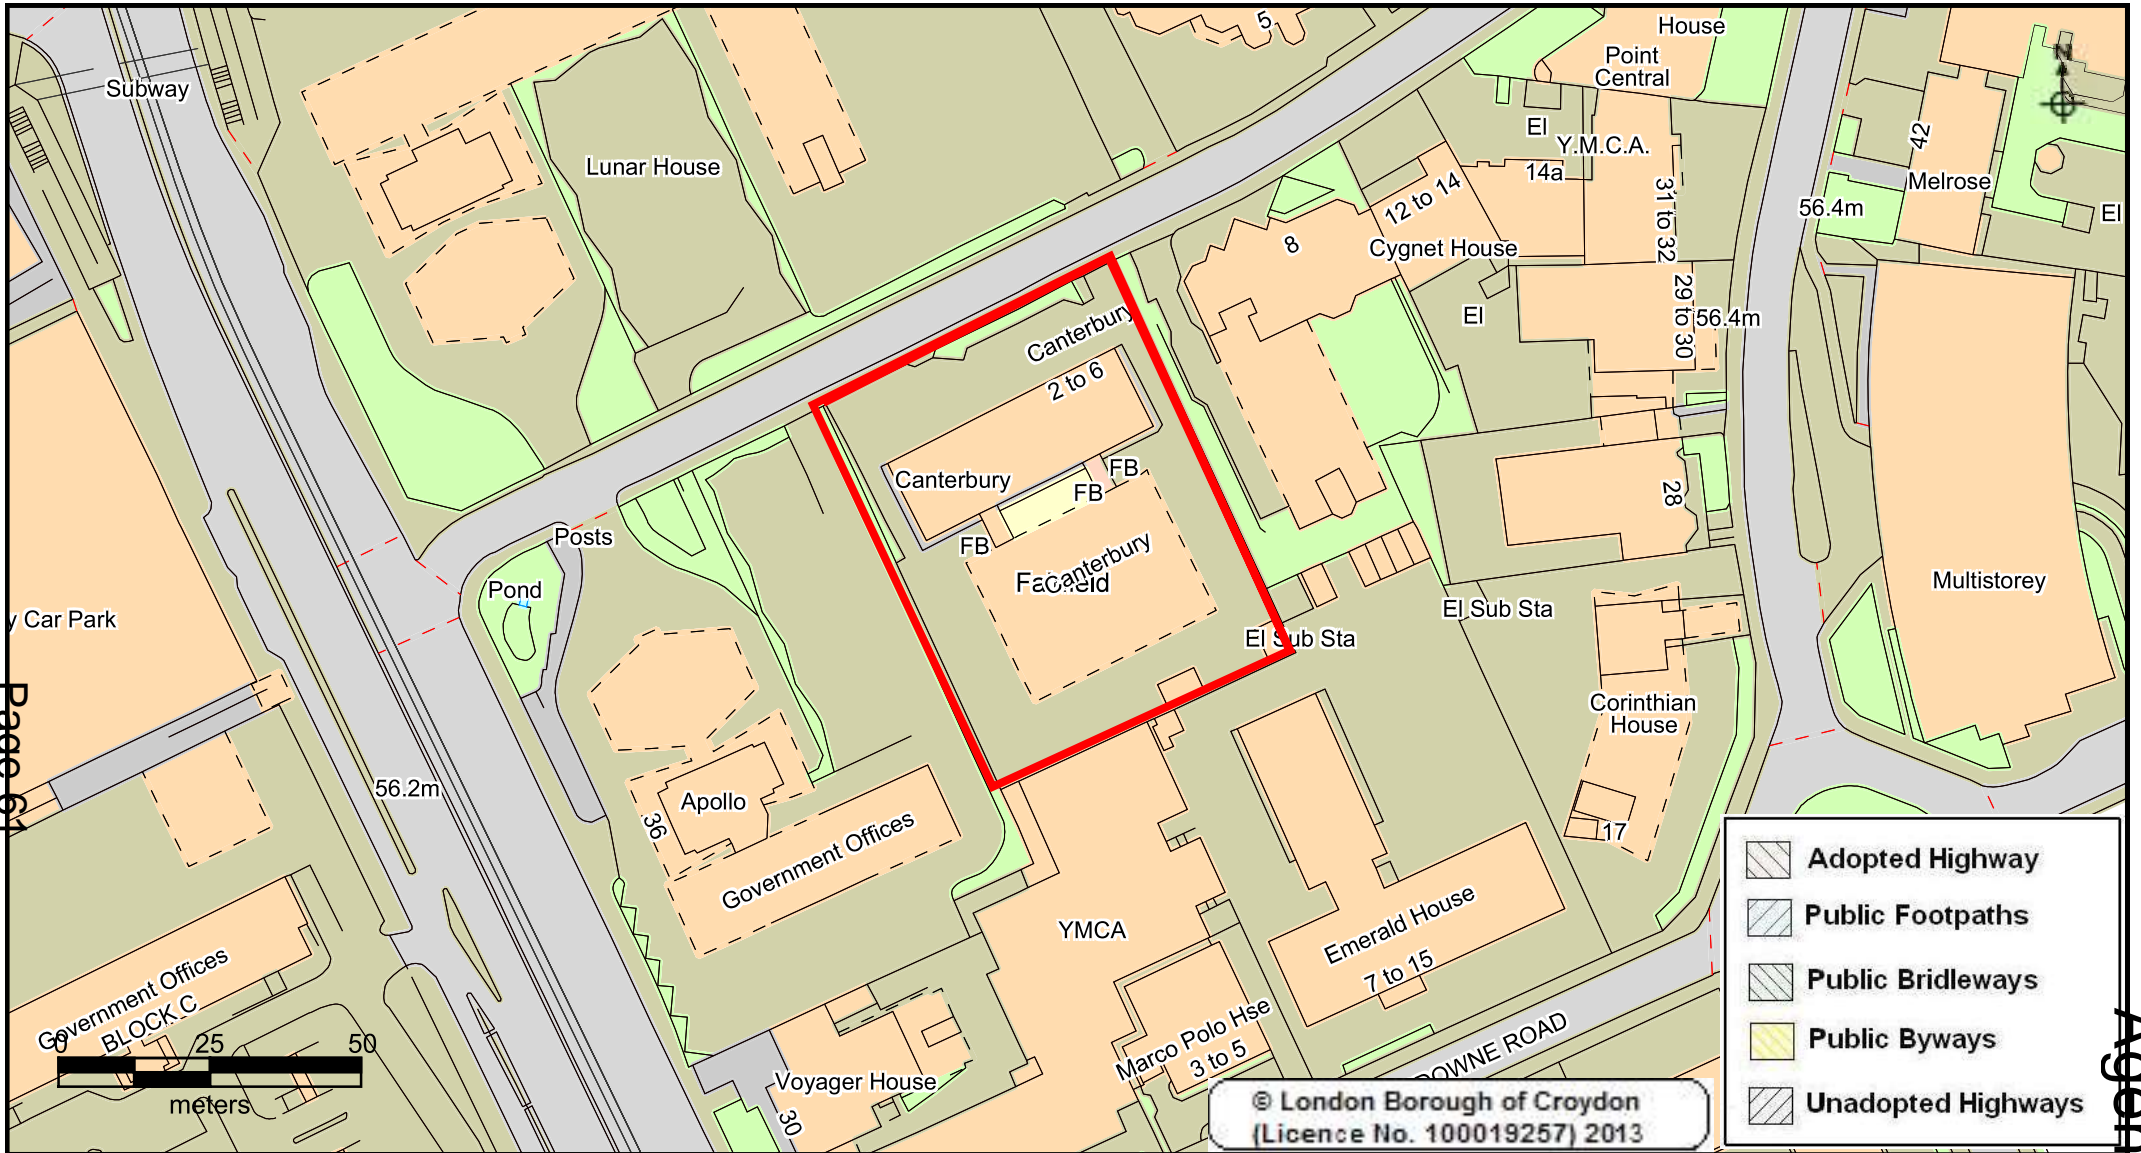 House
Point
Central
5
N
Subway
El
Y.M.C.A.
42
Lunar House
14a
12 to 14
31 to 32
Melrose
56.4m
El
8
Cygnet House
29 to 30
56.4m
El
Canterbury
2 to 6
Canterbury
FB
FB
28
FB
Posts
Canterbury
Pond
Multistorey
y Car Park
El Sub Sta
El Sub Sta
Page 61
Corinthian
House
56.2m
Apollo
36
17
Government Offices
YMCA
Emerald House
7 to 15
Government Offices
BLOCK C
Marco Polo Hse
3 to 5
DOWNE ROAD
Voyager House
30
0 25 50
meters
Adopted Highway
Public Footpaths
Public Bridleways
Public Byways
Unadopted Highways
© London Borough of Croydon
(Licence No. 100019257) 2013